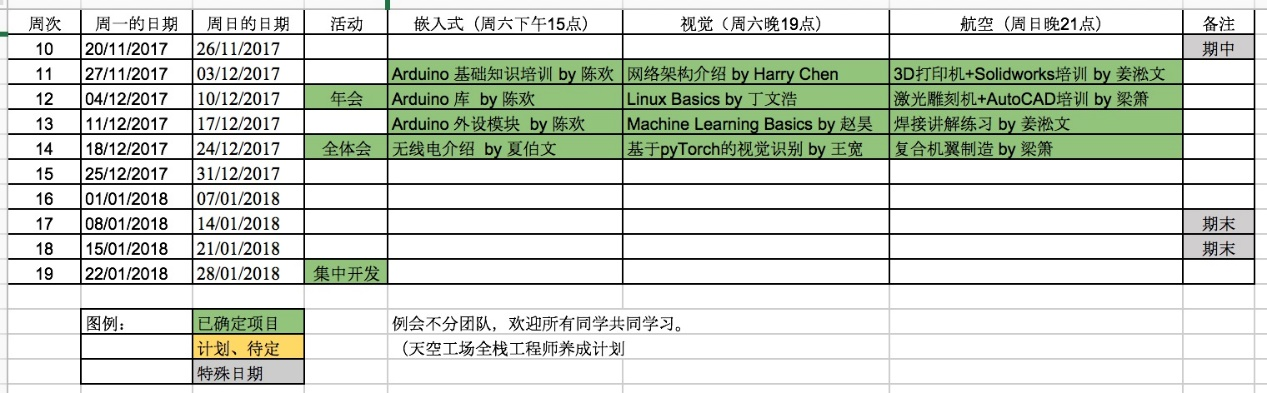 周次 周一的日期 周日的日期 活动 嵌入式（周六下午15点） 视觉（周六晚19点） 航空（周日晚21点） 备注
10 20/11/2017 26/11/2017 期中
11 27/11/2017 03/12/2017 Arduino 基础知识培训 by 陈欢 网络架构介绍 by Harry Chen 3D打印机+Solidworks培训 by 姜淞文
12 04/12/2017 10/12/2017 年会 Arduino 库 by 陈欢 Linux Basics by 丁文浩 激光雕刻机+AutoCAD培训 by 梁箫
13 11/12/2017 17/12/2017 Arduino 外设模块 by 陈欢 Machine Learning Basics by 赵昊 焊接讲解练习 by 姜淞文
14 18/12/2017 24/12/2017 全体会 无线电介绍 by 夏伯文 基于pyTorch的视觉识别 by 王宽 复合机翼制造 by 梁箫
15 25/12/2017 31/12/2017
16 01/01/2018 07/01/2018
17 08/01/2018 14/01/2018 期末
18 15/01/2018 21/01/2018 期末
19 22/01/2018 28/01/2018 集中开发
图例： 已确定项目 例会不分团队，欢迎所有同学共同学习。
计划、待定 （天空工场全栈工程师养成计划
特殊日期